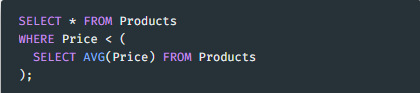 SELECT * FROM Products
WHERE Price < (
  SELECT AVG(Price) FROM Products
);